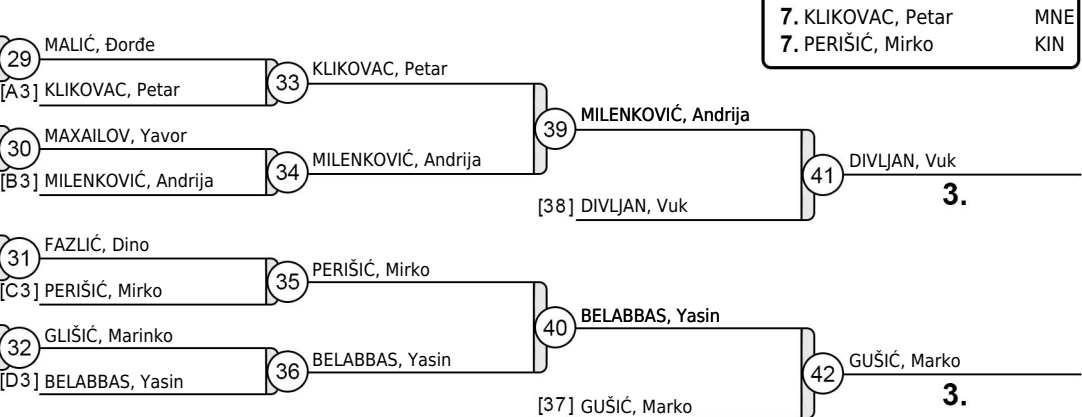 7. KLIKOVAC, Petar MNE
7. PERIŠIĆ, Mirko KIN
29 MALIĆ, Đorđe
[A3] KLIKOVAC, Petar
33 KLIKOVAC, Petar
30 MAXAILOV, Yavor
[B3] MILENKOVIĆ, Andrija
34 MILENKOVIĆ, Andrija
39 MILENKOVIĆ, Andrija
[38] DIVLJAN, Vuk
41 DIVLJAN, Vuk
3.
31 FAZLIĆ, Dino
[C3] PERIŠIĆ, Mirko
35 PERIŠIĆ, Mirko
32 GLIŠIĆ, Marinko
[D3] BELABBAS, Yasin
36 BELABBAS, Yasin
40 BELABBAS, Yasin
[37] GUŠIĆ, Marko
42 GUŠIĆ, Marko
3.